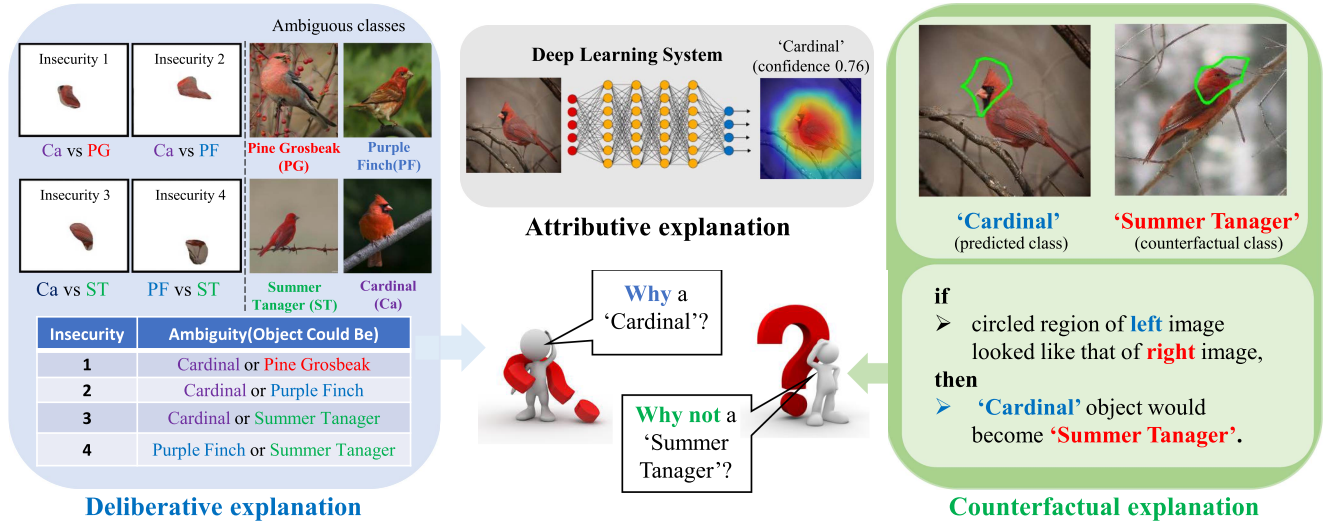 Ambiguous classes
Insecurity 1
Insecurity 2
Ca vs PG
Ca vs PF
Pine Grosbeak
(PG)
Purple
Finch(PF)
Insecurity 3
Insecurity 4
Ca vs ST
PF vs ST
Summer
Tanager (ST)
Cardinal
(Ca)
Insecurity
Ambiguity(Object Could Be)
1
Cardinal or Pine Grosbeak
2
Cardinal or Purple Finch
3
Cardinal or Summer Tanager
4
Purple Finch or Summer Tanager
Deliberative explanation
Deep Learning System
‘Cardinal’
(confidence 0.76)
Attributive explanation
Why a
‘Cardinal’?
Why not a
‘Summer
Tanager’?
‘Cardinal’
(predicted class)
‘Summer Tanager’
(counterfactual class)
if
➢ circled region of left image
looked like that of right image,
then
➢ ‘Cardinal’ object would
become ‘Summer Tanager’.
Counterfactual explanation